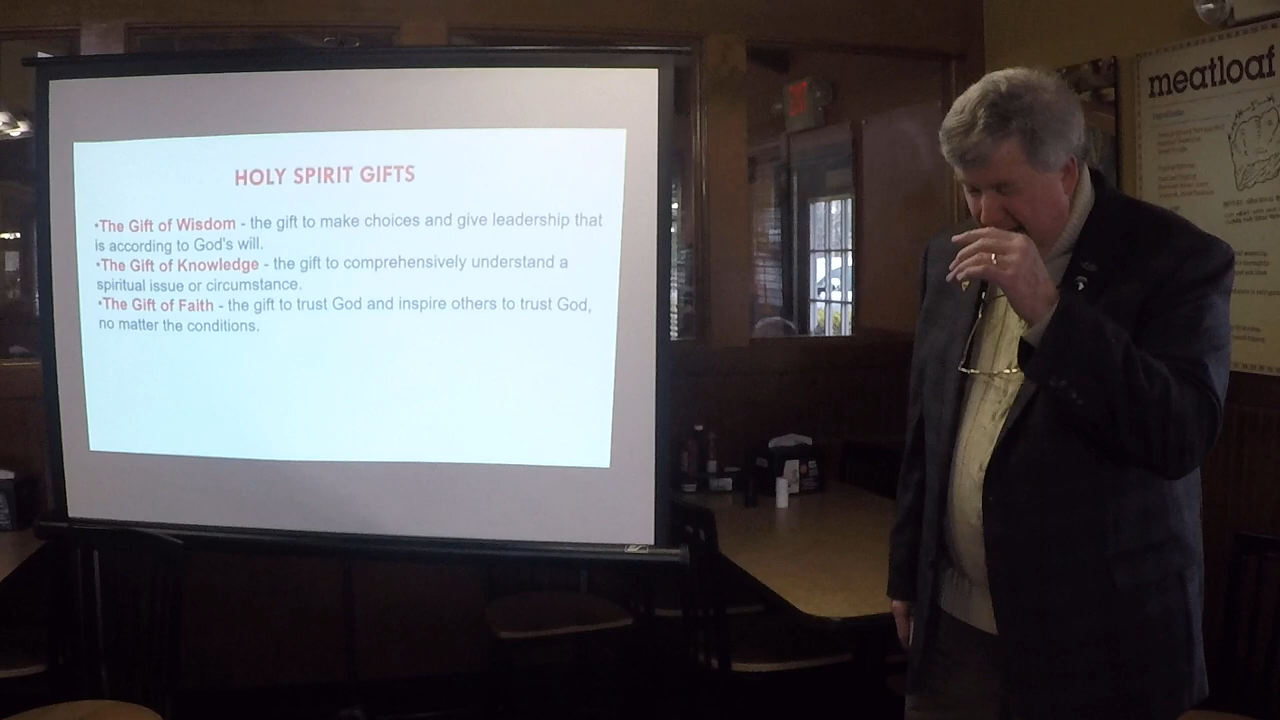 HOLY SPIRIT GIFTS
•The Gift of Wisdom - the gift to make choices and give leadership that
is according to God's will.
•The Gift of Knowledge - the gift to comprehensively understand a
spiritual issue or circumstance.
•The Gift of Faith - the gift to trust God and inspire others to trust God,
no matter the conditions.
meatloaf